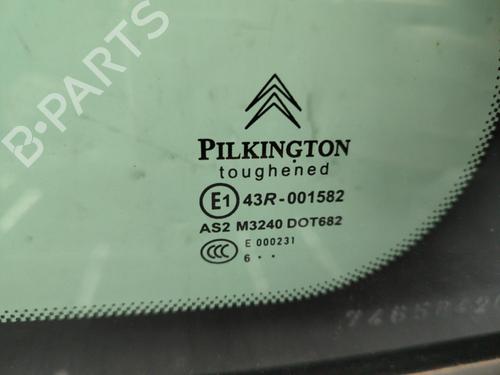 B-PARTS
PILKINGTON
toughened
E1 43R-001582
AS2 M3240 DOT682
CCC E 000231
6 · ·